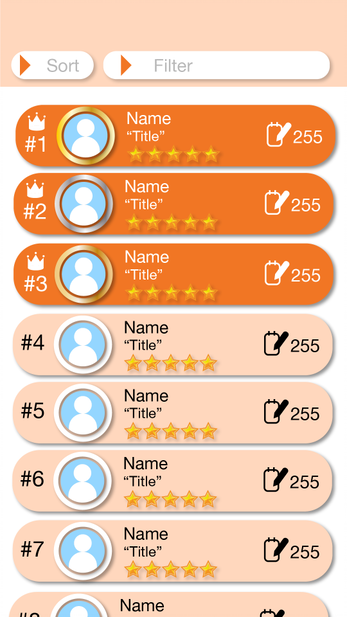 Sort
Filter
#1
Name
“Title”
255
#2
Name
“Title”
255
#3
Name
“Title”
255
#4
Name
“Title”
255
#5
Name
“Title”
255
#6
Name
“Title”
255
#7
Name
“Title”
255
Name